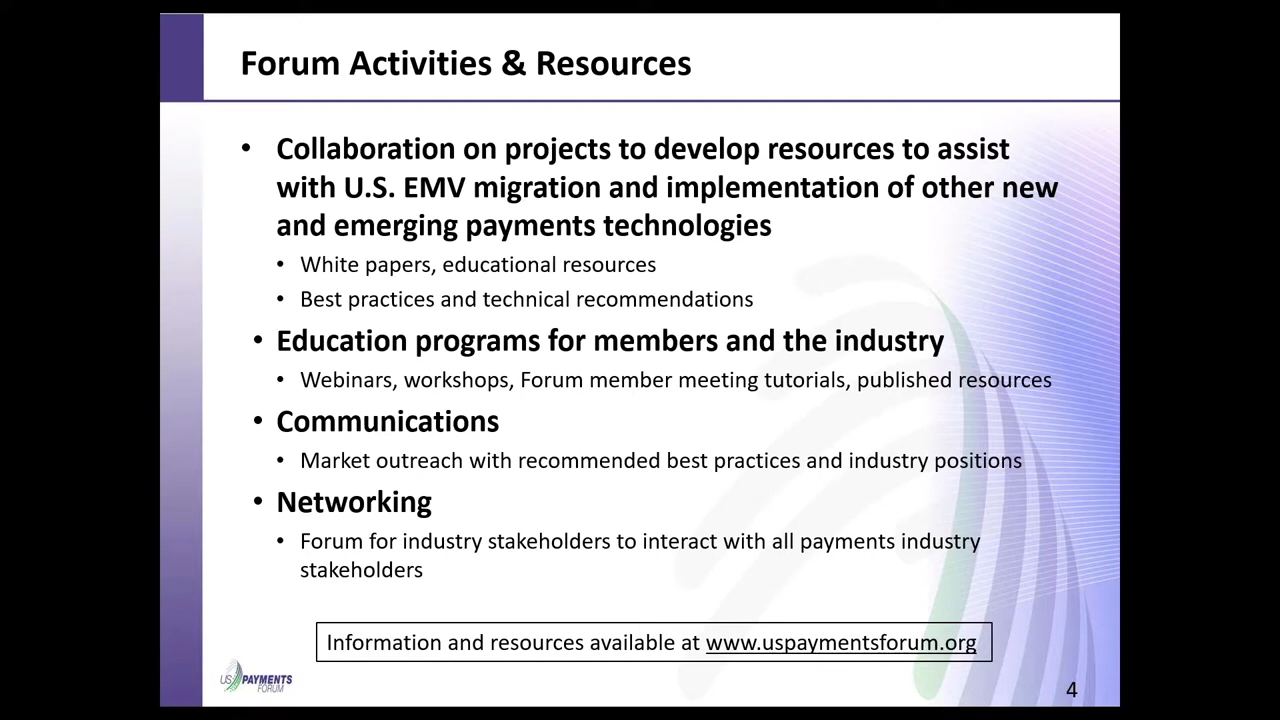 Forum Activities & Resources
• Collaboration on projects to develop resources to assist
with U.S. EMV migration and implementation of other new
and emerging payments technologies
• White papers, educational resources
• Best practices and technical recommendations
• Education programs for members and the industry
• Webinars, workshops, Forum member meeting tutorials, published resources
• Communications
• Market outreach with recommended best practices and industry positions
• Networking
• Forum for industry stakeholders to interact with all payments industry
stakeholders
Information and resources available at www.uspaymentsforum.org
US PAYMENTS
FORUM
4